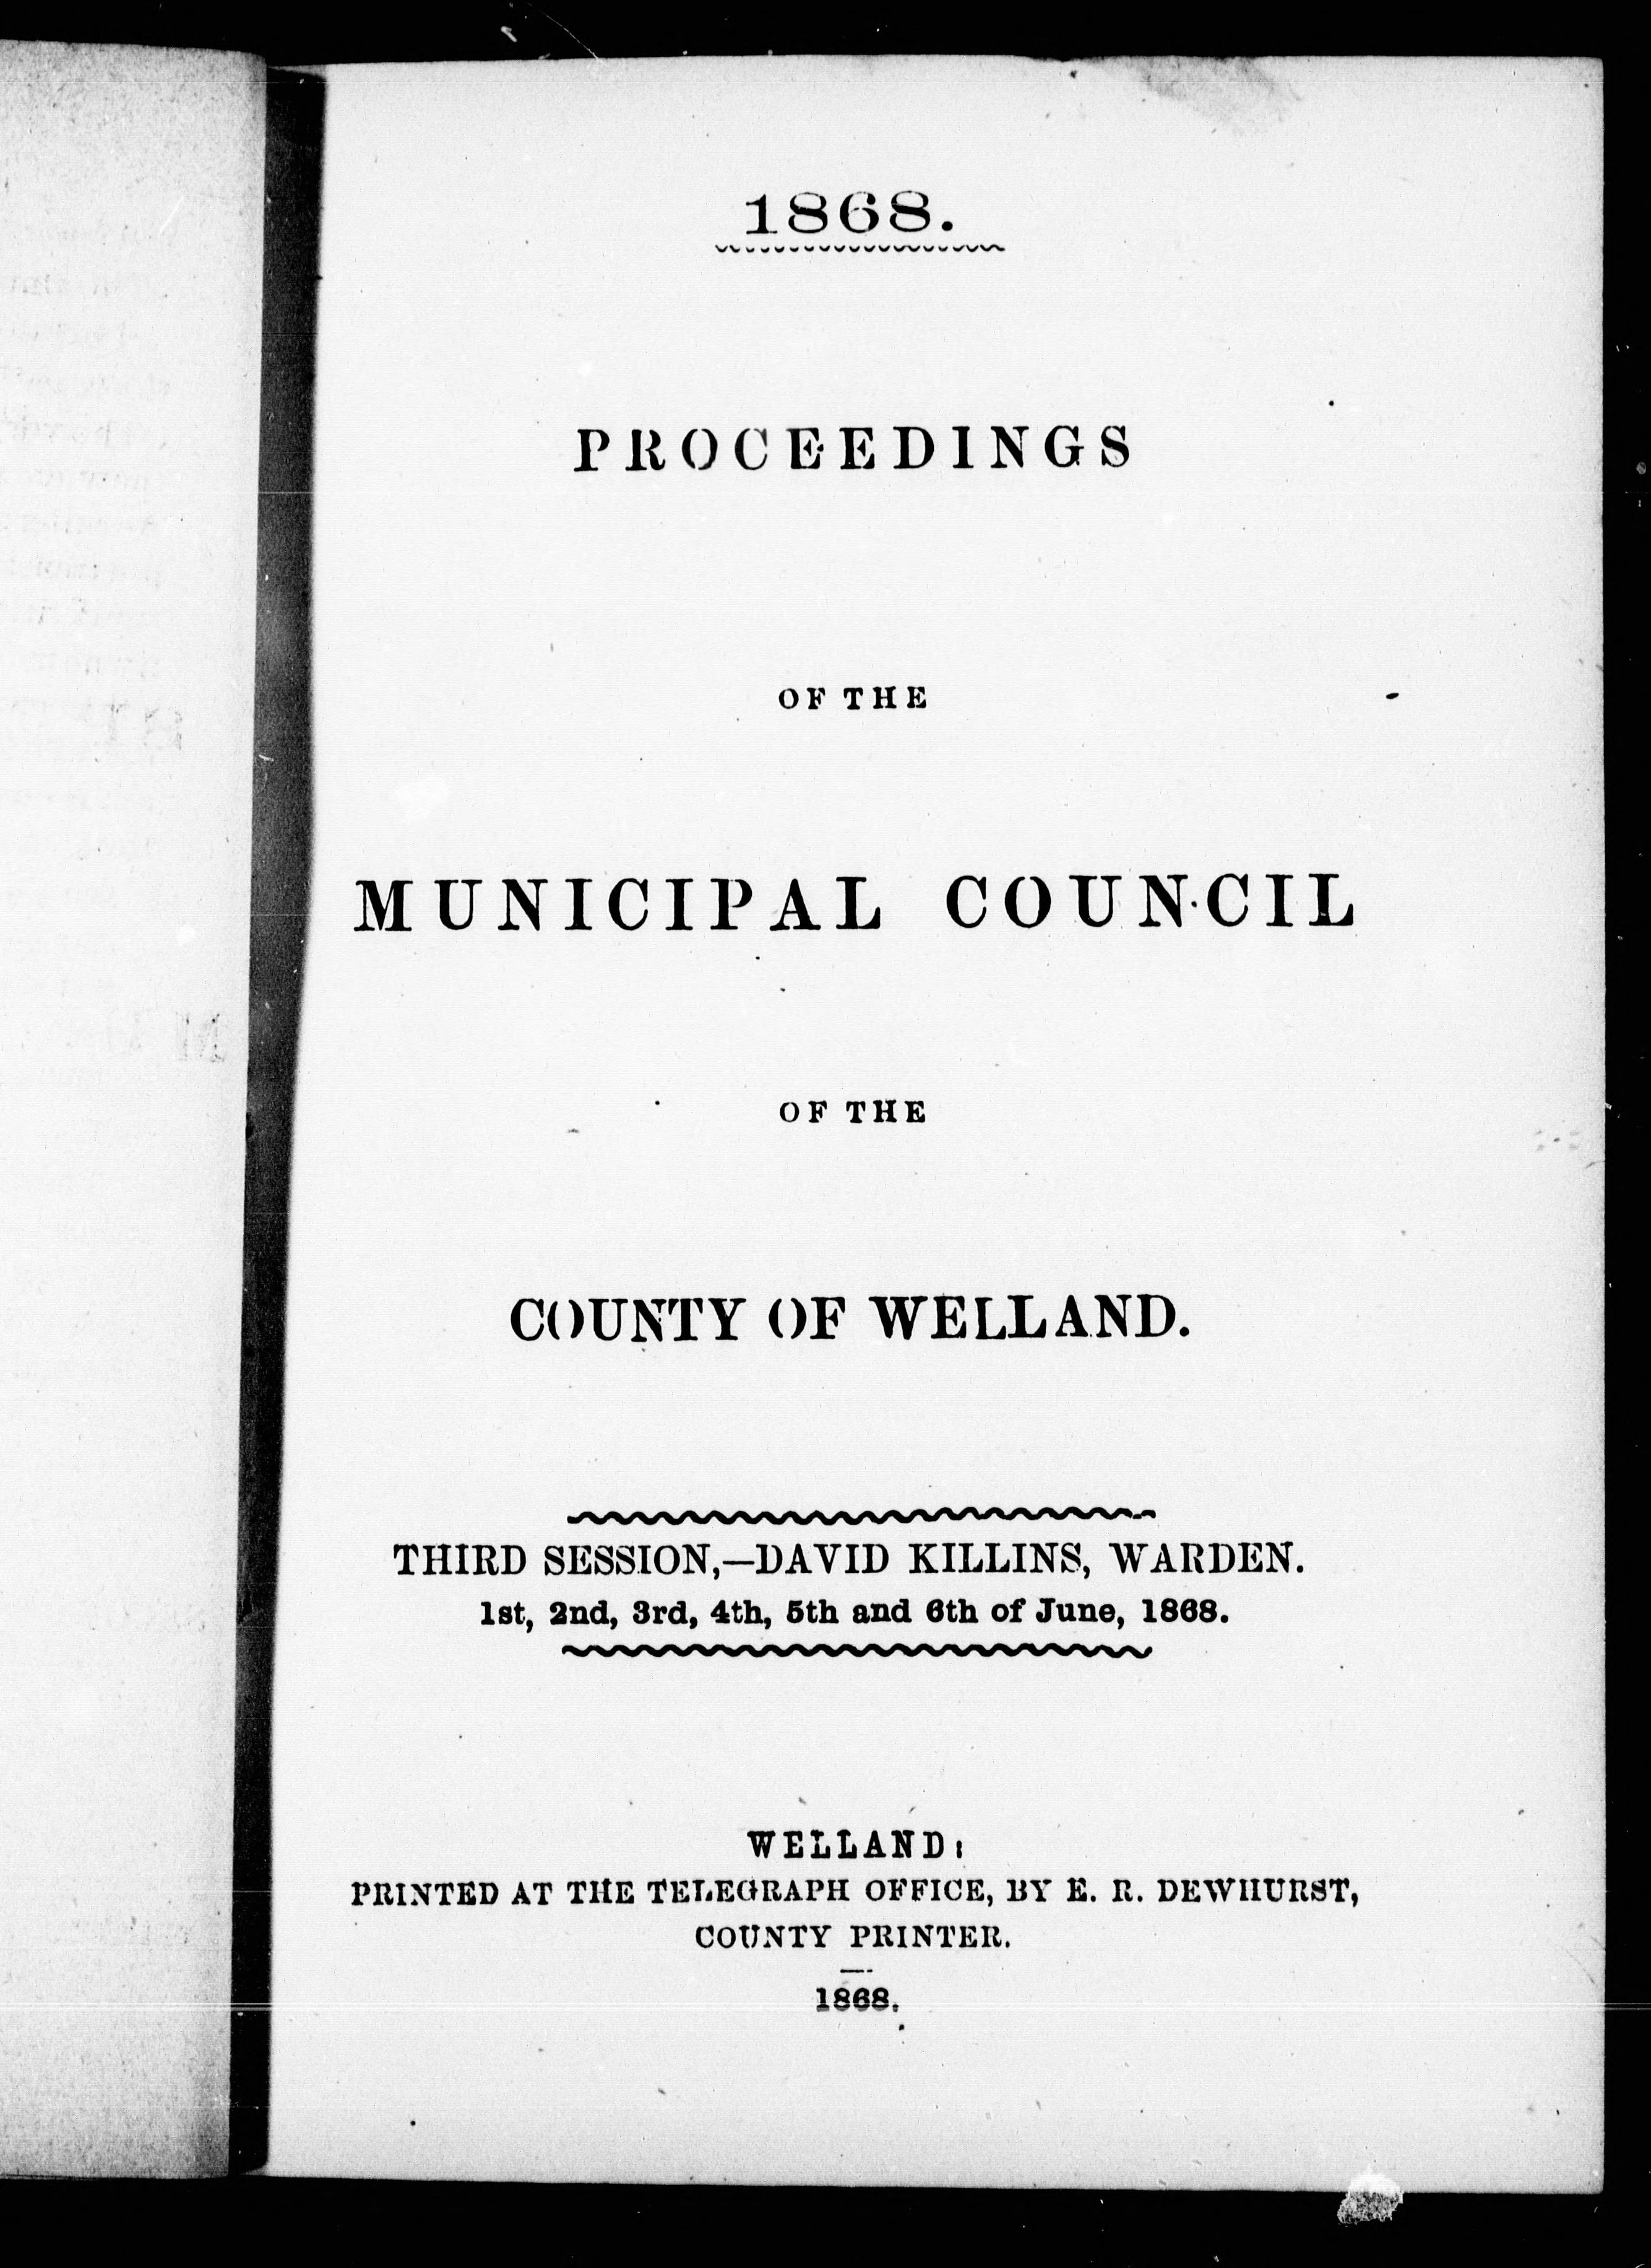 1868.
PROCEEDINGS
OF THE
MUNICIPAL COUNCIL
OF THE
COUNTY OF WELLAND.
THIRD SESSION,—DAVID KILLINS, WARDEN.
1st, 2nd, 3rd, 4th, 5th and 6th of June, 1868.
WELLAND:
PRINTED AT THE TELEGRAPH OFFICE, BY E. R. DEWHURST,
COUNTY PRINTER.
1868.